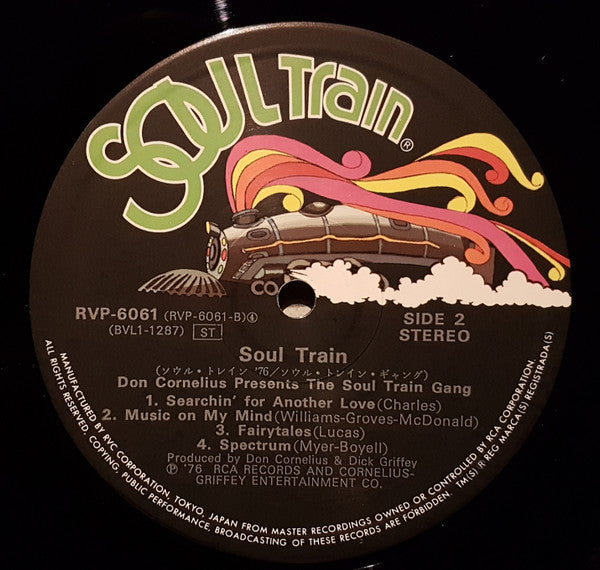 SOUL TRAIN®
RVP-6061 (RVP-6061-B)④
(BVL1-1287) ST
SIDE 2
STEREO
Soul Train
(ソウル・トレイン '76／ソウル・トレイン・ギャング)
Don Cornelius Presents The Soul Train Gang
1. Searchin' for Another Love(Charles)
2. Music on My Mind(Williams-Groves-McDonald)
3. Fairytales(Lucas)
4. Spectrum(Myer-Boyell)
Produced by Don Cornelius & Dick Griffey
Ⓟ '76 RCA RECORDS AND CORNELIUS-
GRIFFEY ENTERTAINMENT CO.
MANUFACTURED BY RVC CORPORATION, TOKYO, JAPAN FROM MASTER RECORDINGS OWNED OR CONTROLLED BY RCA CORPORATION.
ALL RIGHTS RESERVED. COPYING, PUBLIC PERFORMANCE, BROADCASTING OF THESE RECORDS ARE FORBIDDEN. TM(S) ® REG MARCA(S) REGISTRADA(S)